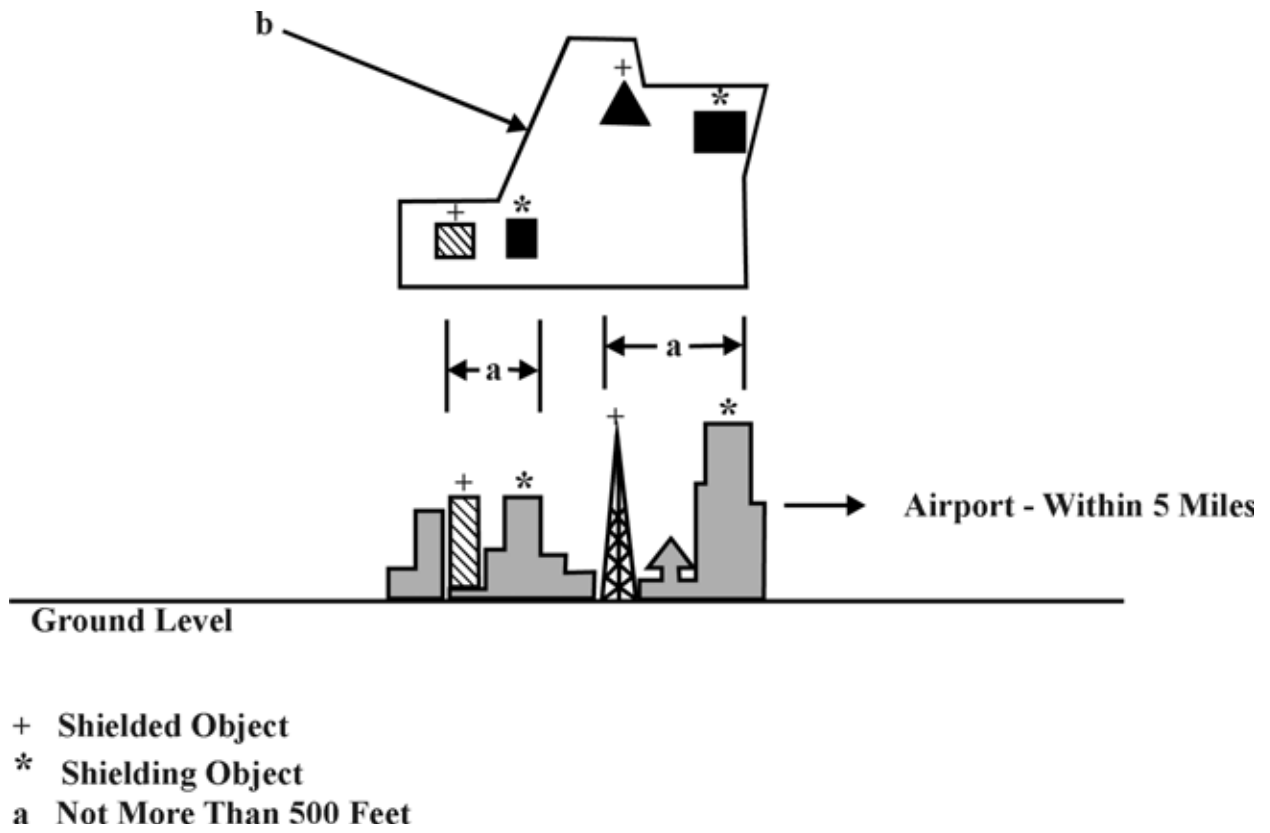 b
+
*
+
*
a
a
+
*
+
*
Airport - Within 5 Miles
Ground Level
+ Shielded Object
* Shielding Object
a Not More Than 500 Feet